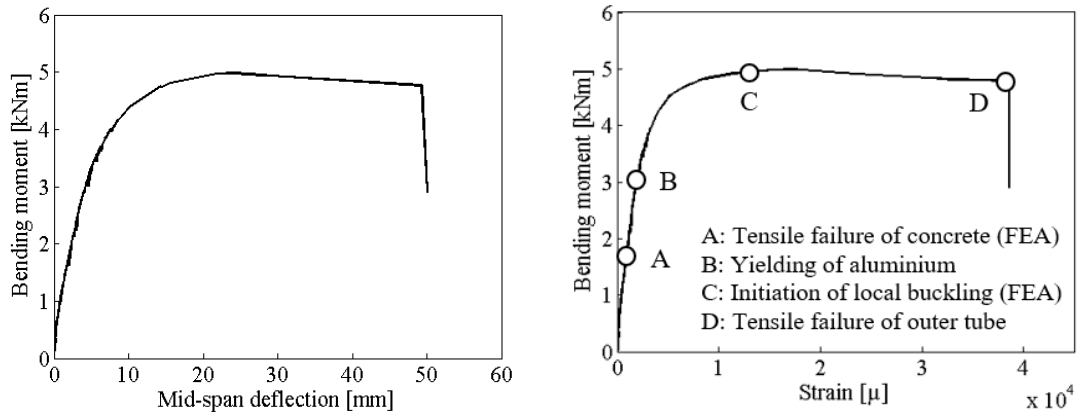 6
5
4
3
2
1
0
Bending moment [kNm]
0
10
20
30
40
50
60
Mid-span deflection [mm]
6
5
4
3
2
1
0
Bending moment [kNm]
C
D
B
A
A: Tensile failure of concrete (FEA)
B: Yielding of aluminium
C: Initiation of local buckling (FEA)
D: Tensile failure of outer tube
0
1
2
3
4
Strain [μ]
x 10⁴